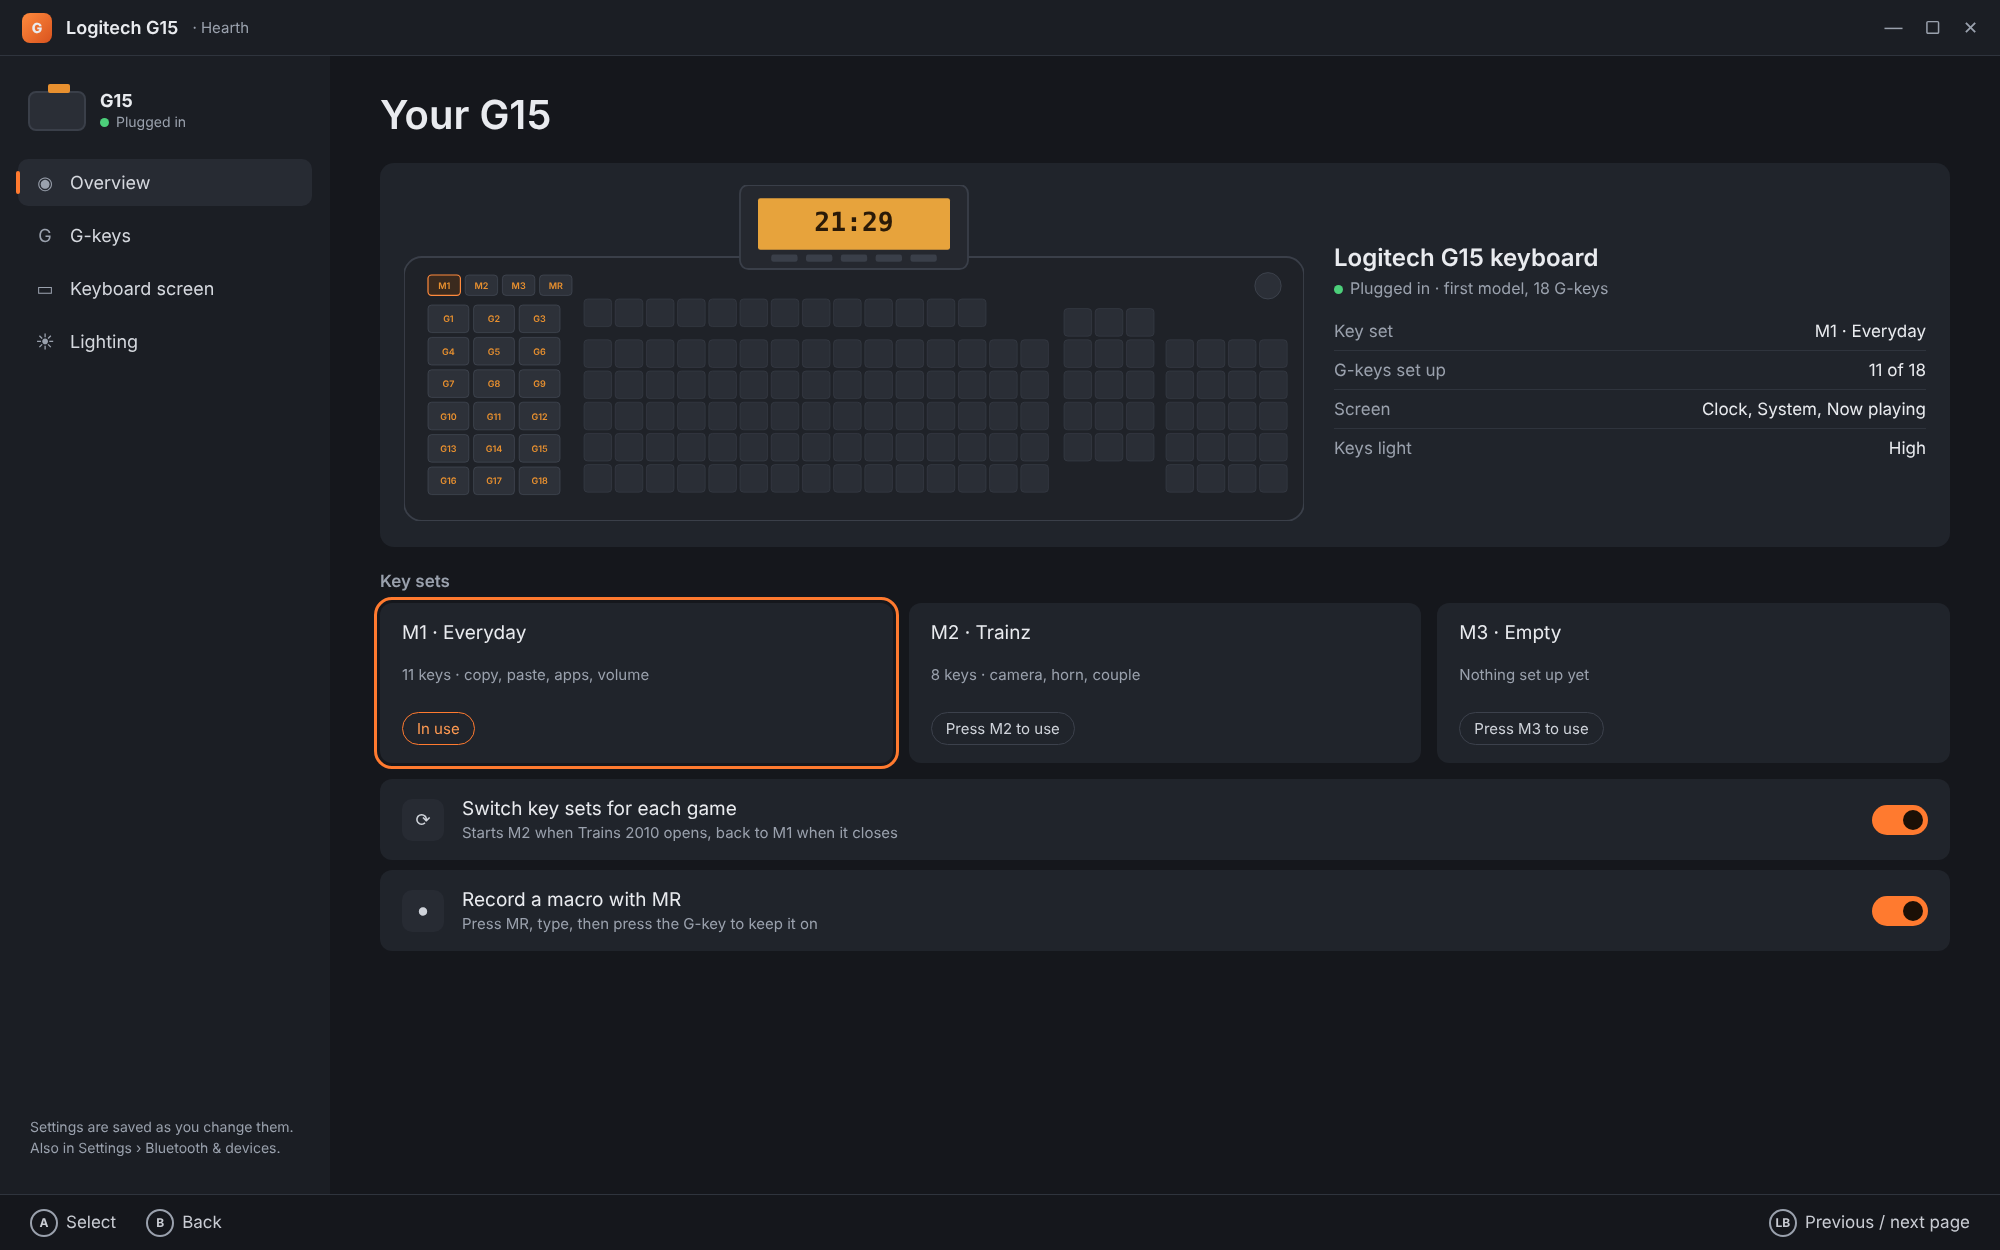 G Logitech G15 · Hearth
G15
Plugged in
Overview
G G-keys
Keyboard screen
Lighting
Settings are saved as you change them.
Also in Settings › Bluetooth & devices.
Your G15
21:29
M1 M2 M3 MR
G1 G2 G3
G4 G5 G6
G7 G8 G9
G10 G11 G12
G13 G14 G15
G16 G17 G18
Logitech G15 keyboard
Plugged in · first model, 18 G-keys
Key set M1 · Everyday
G-keys set up 11 of 18
Screen Clock, System, Now playing
Keys light High
Key sets
M1 · Everyday
11 keys · copy, paste, apps, volume
In use
M2 · Trainz
8 keys · camera, horn, couple
Press M2 to use
M3 · Empty
Nothing set up yet
Press M3 to use
Switch key sets for each game
Starts M2 when Trains 2010 opens, back to M1 when it closes
Record a macro with MR
Press MR, type, then press the G-key to keep it on
A Select B Back LB Previous / next page